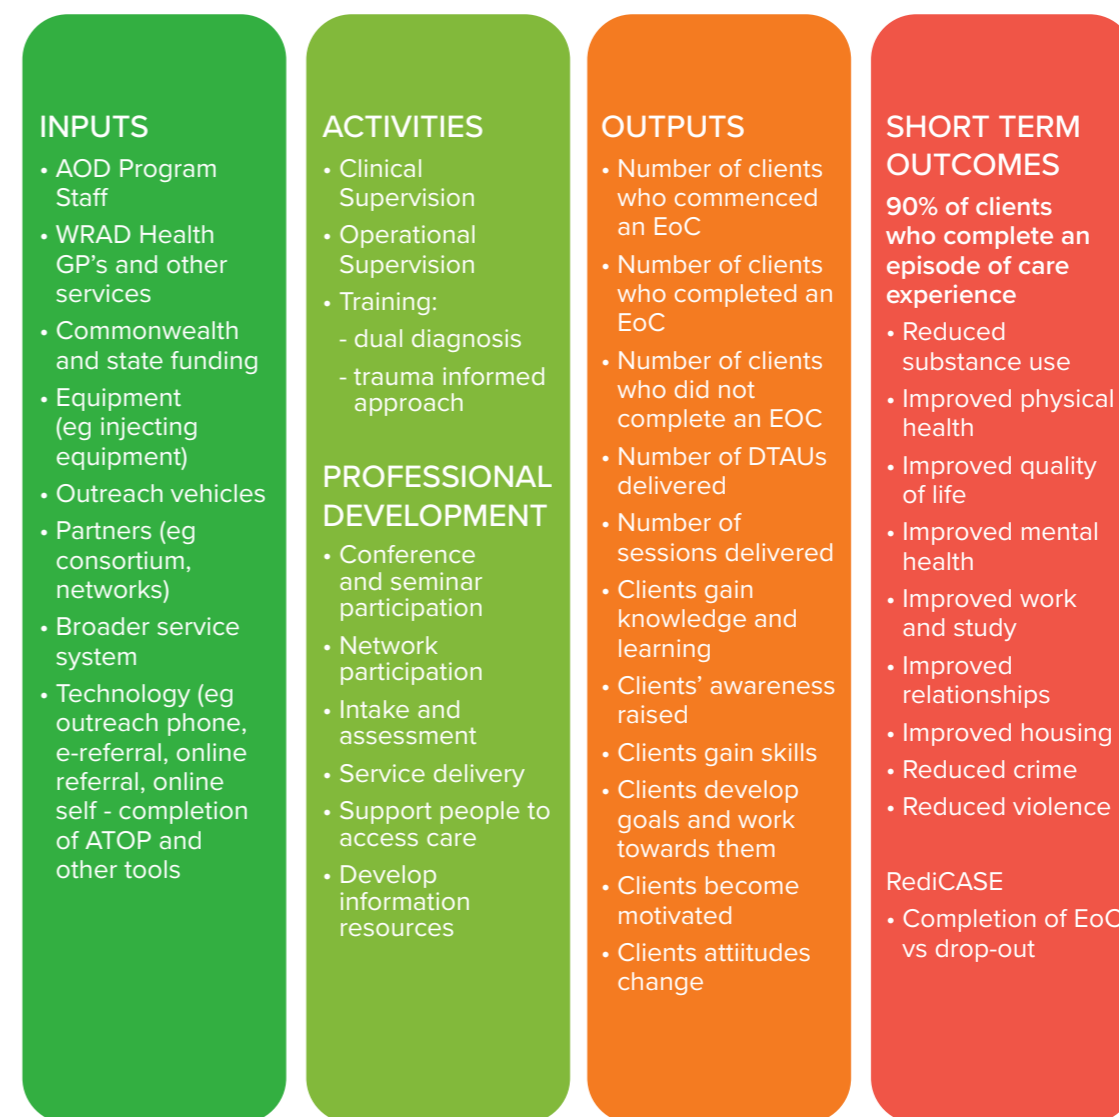 INPUTS
• AOD Program
Staff
• WRAD Health
GP's and other
services
• Commonwealth
and state funding
• Equipment
(eg injecting
equipment)
• Outreach vehicles
• Partners (eg
consortium,
networks)
• Broader service
system
• Technology (eg
outreach phone,
e-referral, online
referral, online
self - completion
of ATOP and
other tools
ACTIVITIES
• Clinical
Supervision
• Operational
Supervision
• Training:
- dual diagnosis
- trauma informed
approach
PROFESSIONAL
DEVELOPMENT
• Conference
and seminar
participation
• Network
participation
• Intake and
assessment
• Service delivery
• Support people to
access care
• Develop
information
resources
OUTPUTS
• Number of clients
who commenced
an EoC
• Number of clients
who completed an
EoC
• Number of clients
who did not
complete an EOC
• Number of DTAUs
delivered
• Number of
sessions delivered
• Clients gain
knowledge and
learning
• Clients' awareness
raised
• Clients gain skills
• Clients develop
goals and work
towards them
• Clients become
motivated
• Clients attiitudes
change
SHORT TERM
OUTCOMES
90% of clients
who complete an
episode of care
experience
• Reduced
substance use
• Improved physical
health
• Improved quality
of life
• Improved mental
health
• Improved work
and study
• Improved
relationships
• Improved housing
• Reduced crime
• Reduced violence
RediCASE
• Completion of EoC
vs drop-out